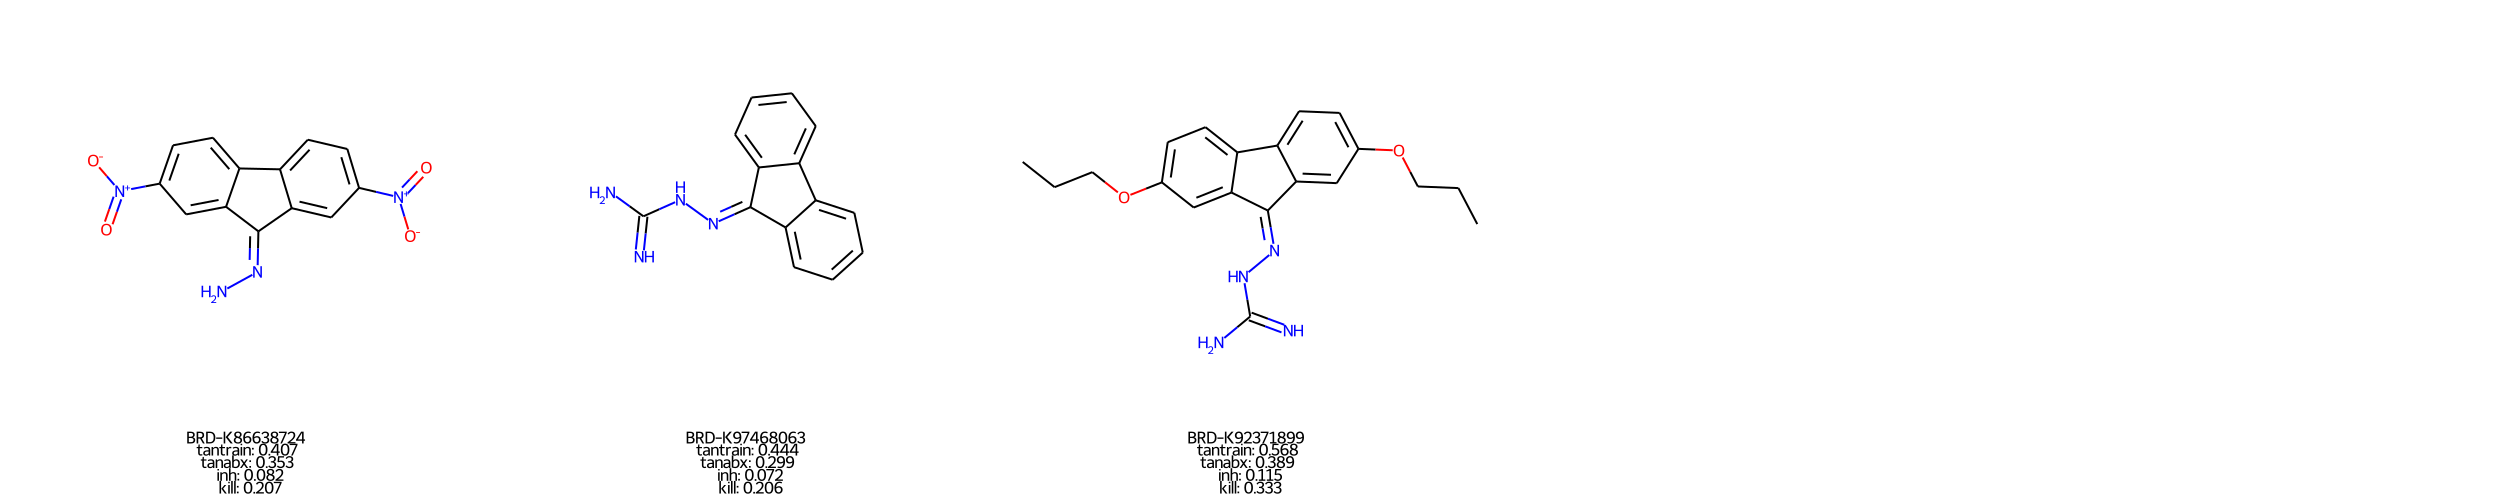 O−
N+
O
N+
O
O−
N
H2N
BRD-K86638724
tantrain: 0.407
tanabx: 0.353
inh: 0.082
kill: 0.207
H2N
H
N
N
NH
BRD-K97468063
tantrain: 0.444
tanabx: 0.299
inh: 0.072
kill: 0.206
O
O
N
HN
NH
H2N
BRD-K92371899
tantrain: 0.568
tanabx: 0.389
inh: 0.115
kill: 0.333